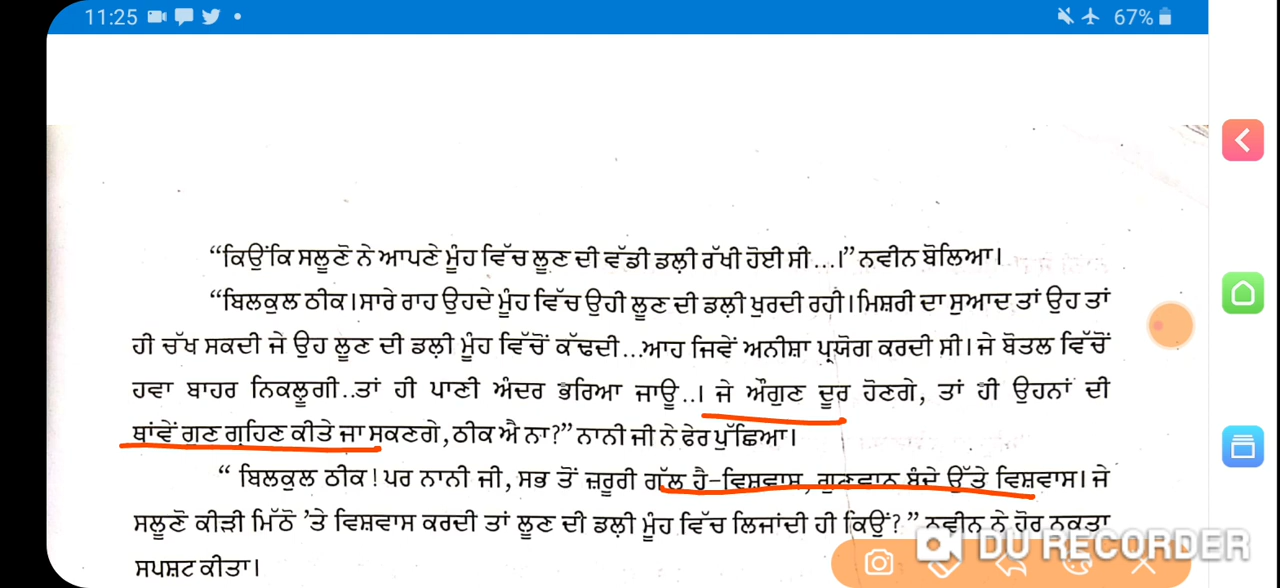 11:25
67%
“ਕਿਉਂਕਿ ਸਲੂਣੋ ਨੇ ਆਪਣੇ ਮੂੰਹ ਵਿੱਚ ਲੂਣ ਦੀ ਵੱਡੀ ਡਲ਼ੀ ਰੱਖੀ ਹੋਈ ਸੀ...।” ਨਵੀਨ ਬੋਲਿਆ।
“ਬਿਲਕੁਲ ਠੀਕ। ਸਾਰੇ ਰਾਹ ਉਹਦੇ ਮੂੰਹ ਵਿੱਚ ਉਹੀ ਲੂਣ ਦੀ ਡਲ਼ੀ ਖੁਰਦੀ ਰਹੀ। ਮਿਸ਼ਰੀ ਦਾ ਸੁਆਦ ਤਾਂ ਉਹ ਤਾਂ
ਹੀ ਚੱਖ ਸਕਦੀ ਜੇ ਉਹ ਲੂਣ ਦੀ ਡਲ਼ੀ ਮੂੰਹ ਵਿੱਚੋਂ ਕੱਢਦੀ...ਆਹ ਜਿਵੇਂ ਅਨੀਸ਼ਾ ਪ੍ਰਯੋਗ ਕਰਦੀ ਸੀ। ਜੇ ਬੋਤਲ ਵਿੱਚੋਂ
ਹਵਾ ਬਾਹਰ ਨਿਕਲੂਗੀ..ਤਾਂ ਹੀ ਪਾਣੀ ਅੰਦਰ ਭਰਿਆ ਜਾਊ..। ਜੇ ਔਗੁਣ ਦੂਰ ਹੋਣਗੇ, ਤਾਂ ਹੀ ਉਹਨਾਂ ਦੀ
ਥਾਂਵੇਂ ਗੁਣ ਗ੍ਰਹਿਣ ਕੀਤੇ ਜਾ ਸਕਣਗੇ, ਠੀਕ ਐ ਨਾ?” ਨਾਨੀ ਜੀ ਨੇ ਫੇਰ ਪੁੱਛਿਆ।
“ ਬਿਲਕੁਲ ਠੀਕ! ਪਰ ਨਾਨੀ ਜੀ, ਸਭ ਤੋਂ ਜ਼ਰੂਰੀ ਗੱਲ ਹੈ-ਵਿਸ਼ਵਾਸ, ਗੁਣਵਾਨ ਬੰਦੇ ਉੱਤੇ ਵਿਸ਼ਵਾਸ। ਜੇ
ਸਲੂਣੋ ਕੀੜੀ ਮਿੱਠੋ ’ਤੇ ਵਿਸ਼ਵਾਸ ਕਰਦੀ ਤਾਂ ਲੂਣ ਦੀ ਡਲ਼ੀ ਮੂੰਹ ਵਿੱਚ ਲਿਜਾਂਦੀ ਹੀ ਕਿਉਂ?” ਨਵੀਨ ਨੇ ਹੋਰ ਨੁਕਤਾ
ਸਪਸ਼ਟ ਕੀਤਾ।
DU RECORDER